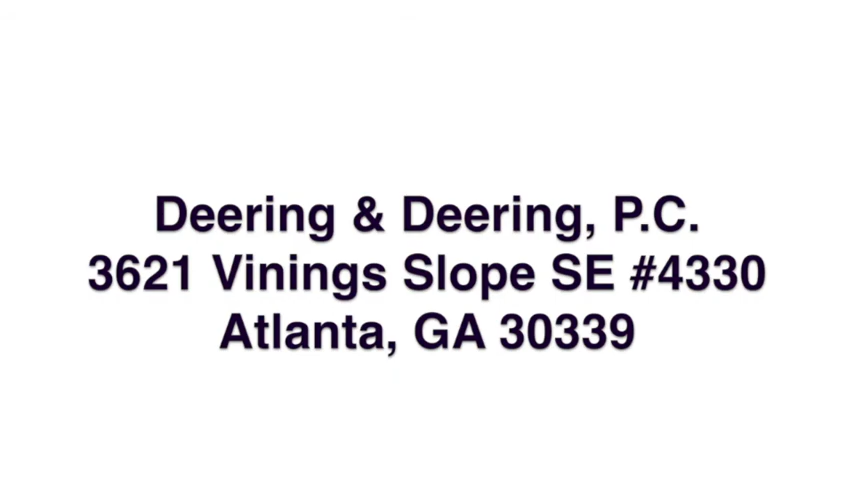 Deering & Deering, P.C.
3621 Vinings Slope SE #4330
Atlanta, GA 30339